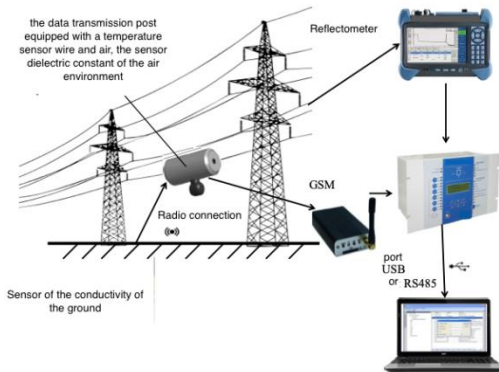 the data transmission post
equipped with a temperature
sensor wire and air, the sensor
dielectric constant of the air
environment
Reflectometer
GSM
Radio connection
port
USB
or RS485
Sensor of the conductivity of
the ground